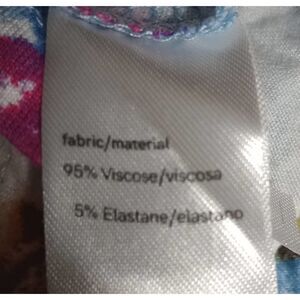 fabric/material
95% Viscose/viscosa
5% Elastane/elastano